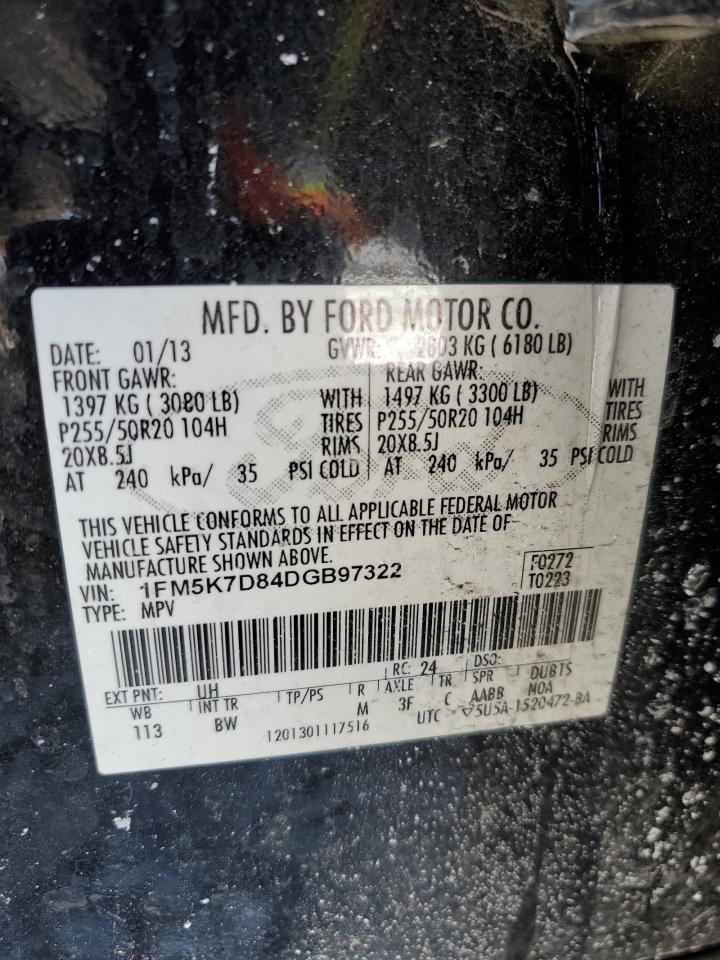 MFD. BY FORD MOTOR CO.
DATE: 01/13 GVWR: 2803 KG ( 6180 LB)
FRONT GAWR: REAR GAWR:
1397 KG ( 3080 LB) WITH 1497 KG ( 3300 LB) WITH
P255/50R20 104H TIRES P255/50R20 104H TIRES
20X8.5J RIMS 20X8.5J RIMS
AT 240 kPa/ 35 PSI COLD AT 240 kPa/ 35 PSI COLD
THIS VEHICLE CONFORMS TO ALL APPLICABLE FEDERAL MOTOR
VEHICLE SAFETY STANDARDS IN EFFECT ON THE DATE OF
MANUFACTURE SHOWN ABOVE.
VIN: 1FM5K7D84DGB97322 F0272
TYPE: MPV T0223
EXT PNT: UH RC: 24 DSO:
WB INT TR TP/PS R AXLE TR SPR DUBTS
113 BW M 3F C AABB NOA
1201301117516 UTC 5U5A-1520472-BA